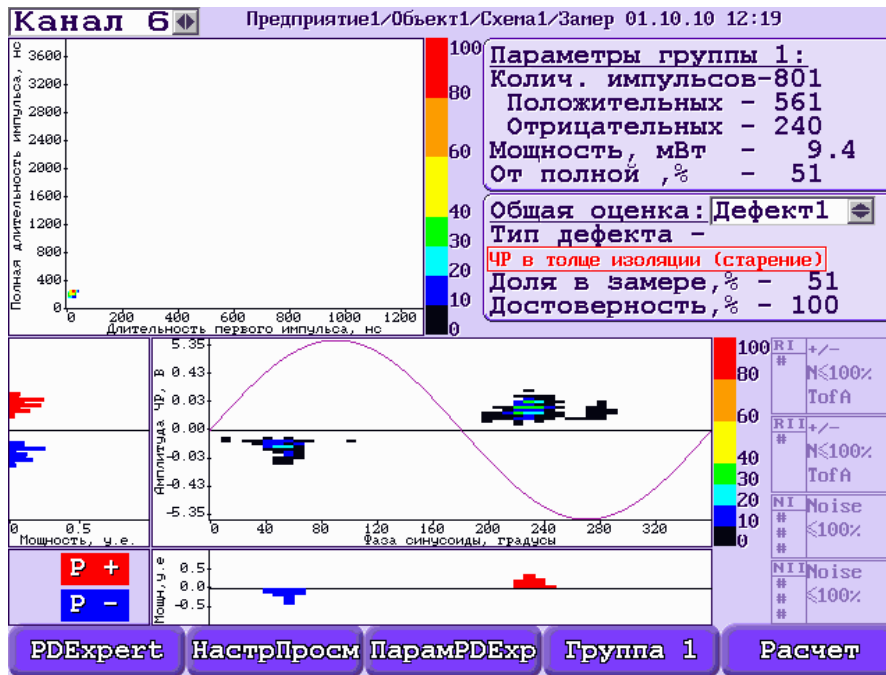 Канал 6
Предприятие1/Объект1/Схема1/Замер 01.10.10 12:19
Полная длительность импульса, нс
3600
3200
2800
2400
2000
1600
1200
800
400
0
0 200 400 600 800 1000 1200
Длительность первого импульса, нс
100
80
60
40
30
20
10
0
Параметры группы 1:
Колич. импульсов-801
Положительных - 561
Отрицательных - 240
Мощность, мВт - 9.4
От полной ,% - 51
Общая оценка: Дефект1
Тип дефекта -
ЧР в толще изоляции (старение)
Доля в замере,% - 51
Достоверность,% - 100
0 0.5
Мощность, у.е.
Амплитуда ЧР, В
5.35
0.43
0.03
0.00
-0.03
-0.43
-5.35
0 40 80 120 160 200 240 280 320
Фаза синусоиды, градусы
100
80
60
40
30
20
10
0
RI +/-
#
N≤100%
TofA
RII +/-
#
N≤100%
TofA
NI Noise
#
# ≤100%
#
NII Noise
#
# ≤100%
#
P +
P -
Мощн,у.е
0.5
0.0
-0.5
PDExpert НастрПросм ПарамPDExp Группа 1 Расчет